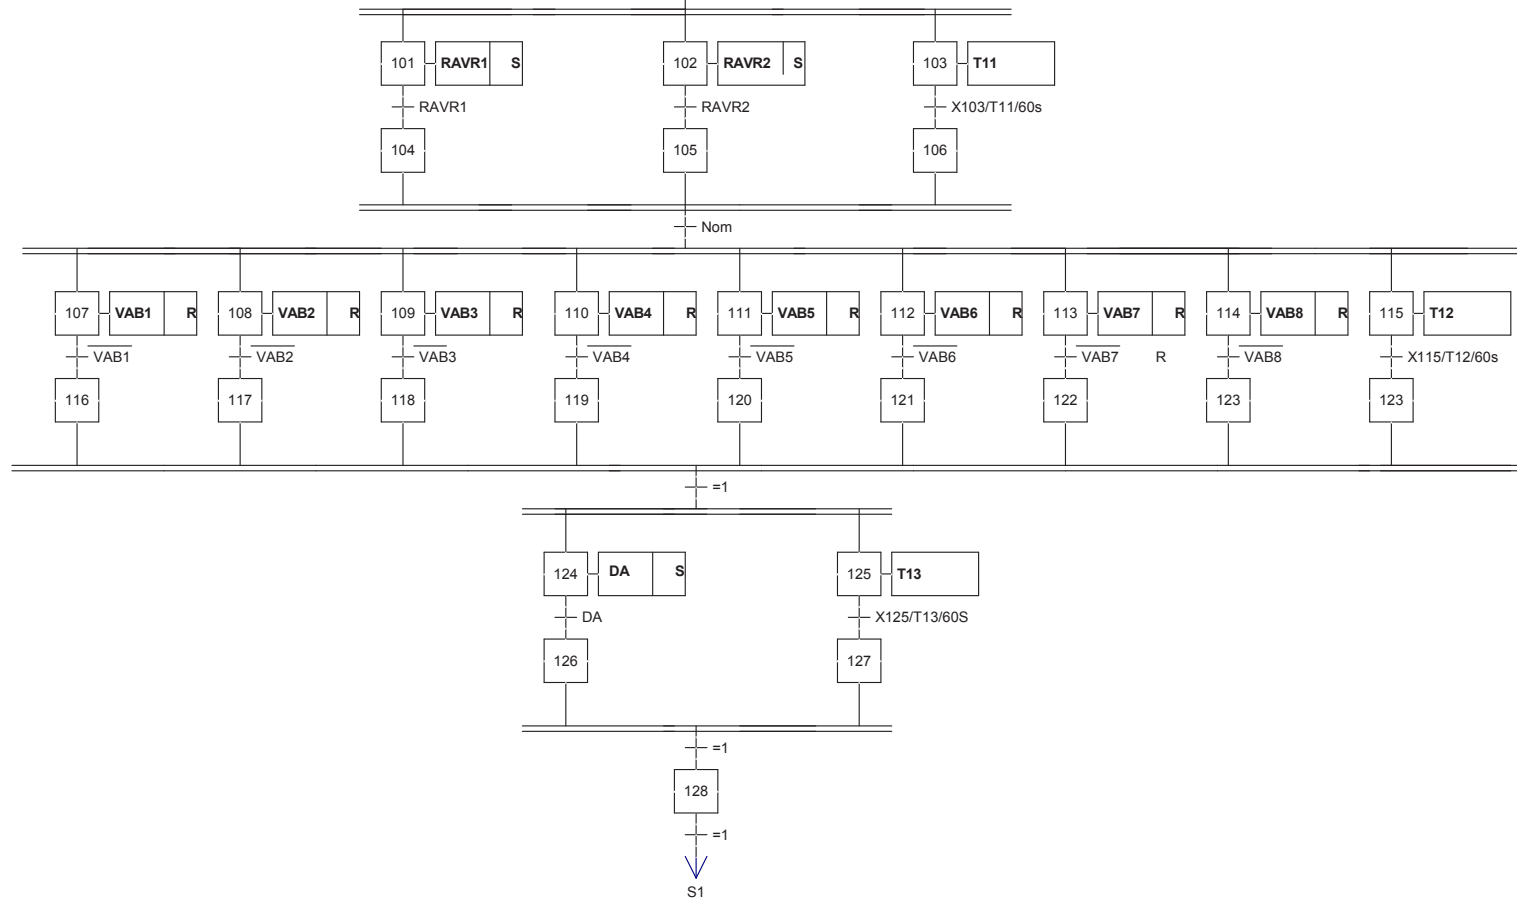 101 RAVR1 S 102 RAVR2 S 103 T11
RAVR1 RAVR2 X103/T11/60s
104 105 106
Nom
107 VAB1 R 108 VAB2 R 109 VAB3 R 110 VAB4 R 111 VAB5 R 112 VAB6 R 113 VAB7 R 114 VAB8 R 115 T12
VAB1 VAB2 VAB3 VAB4 VAB5 VAB6 VAB7 R VAB8 X115/T12/60s
116 117 118 119 120 121 122 123 123
=1
124 DA S 125 T13
DA X125/T13/60S
126 127
=1
128
=1
S1